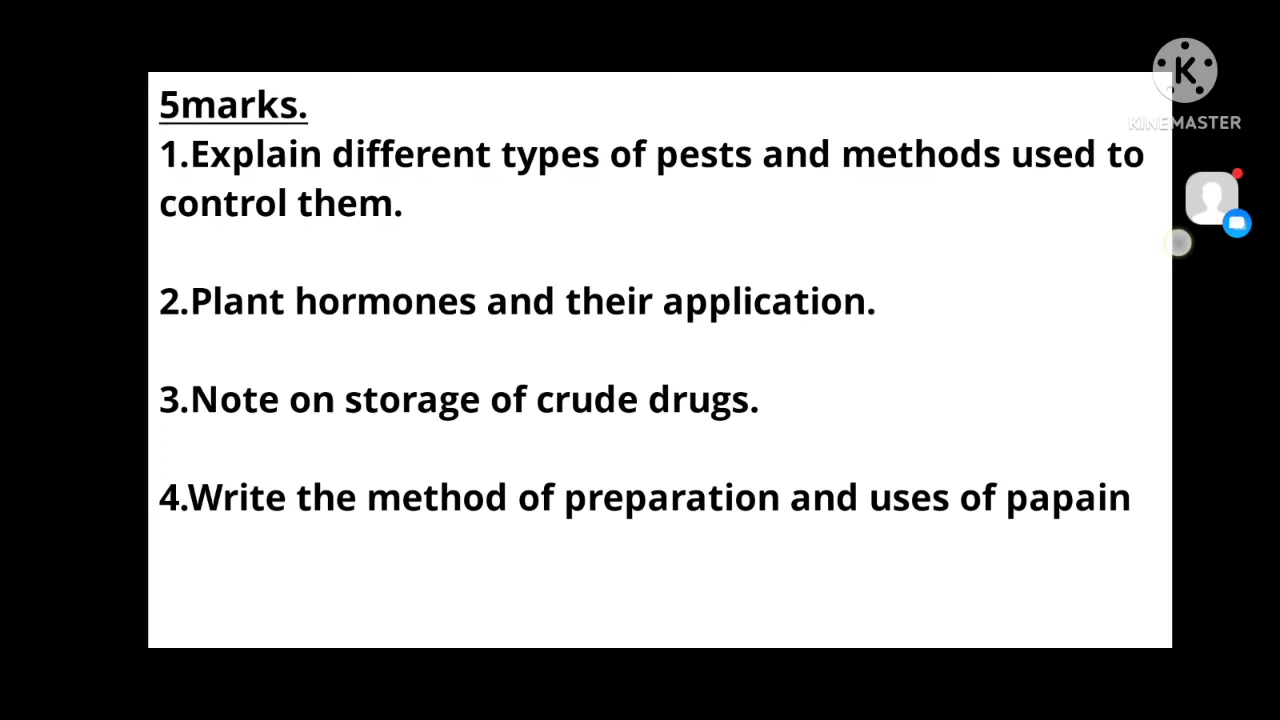 5marks.
1.Explain different types of pests and methods used to
control them.
2.Plant hormones and their application.
3.Note on storage of crude drugs.
4.Write the method of preparation and uses of papain
K
KINEMASTER